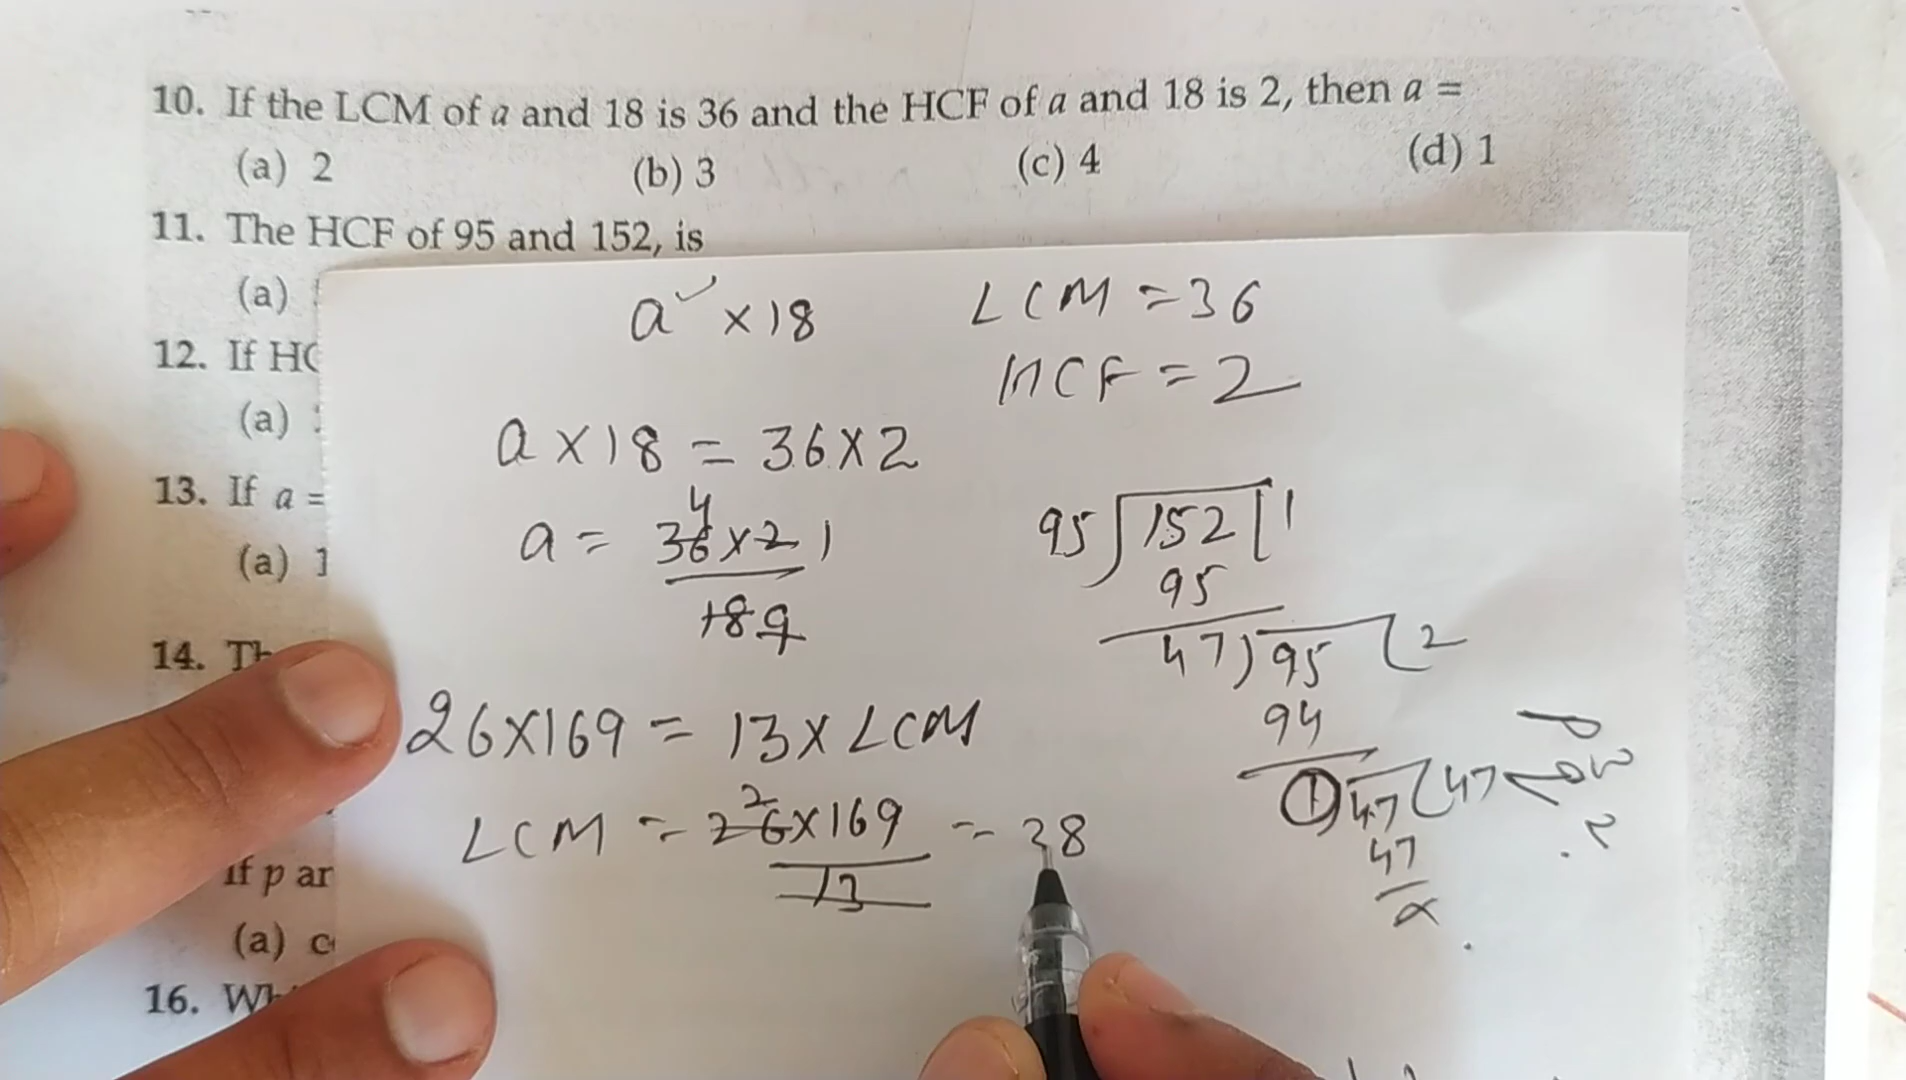 10. If the LCM of a and 18 is 36 and the HCF of a and 18 is 2, then a =
(a) 2 (b) 3 (c) 4 (d) 1
11. The HCF of 95 and 152, is
(a)
12. If HC
(a)
13. If a =
(a) 1
14. Th
if p ar
(a) c
16. Wh
a × 18
LCM = 36
HCF = 2
a × 18 = 36 × 2
4
a = 36 × 2 1
18 9
26 × 169 = 13 × LCM
2
LCM = 26 × 169 = 38
13
95 ) 152 ( 1
95
47 ) 95 ( 2
94
1 ) 47 ( 47
47
×